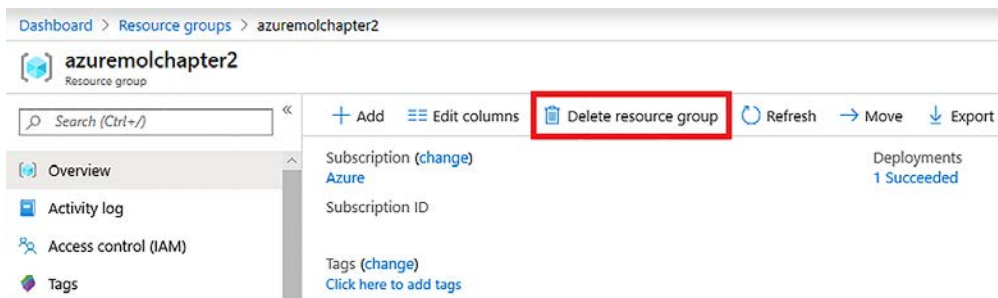 Dashboard > Resource groups > azuremolchapter2
azuremolchapter2
Resource group
Search (Ctrl+/)
«
Add Edit columns Delete resource group Refresh Move Export
Overview
Activity log
Access control (IAM)
Tags
Subscription (change)
Azure
Subscription ID
Tags (change)
Click here to add tags
Deployments
1 Succeeded